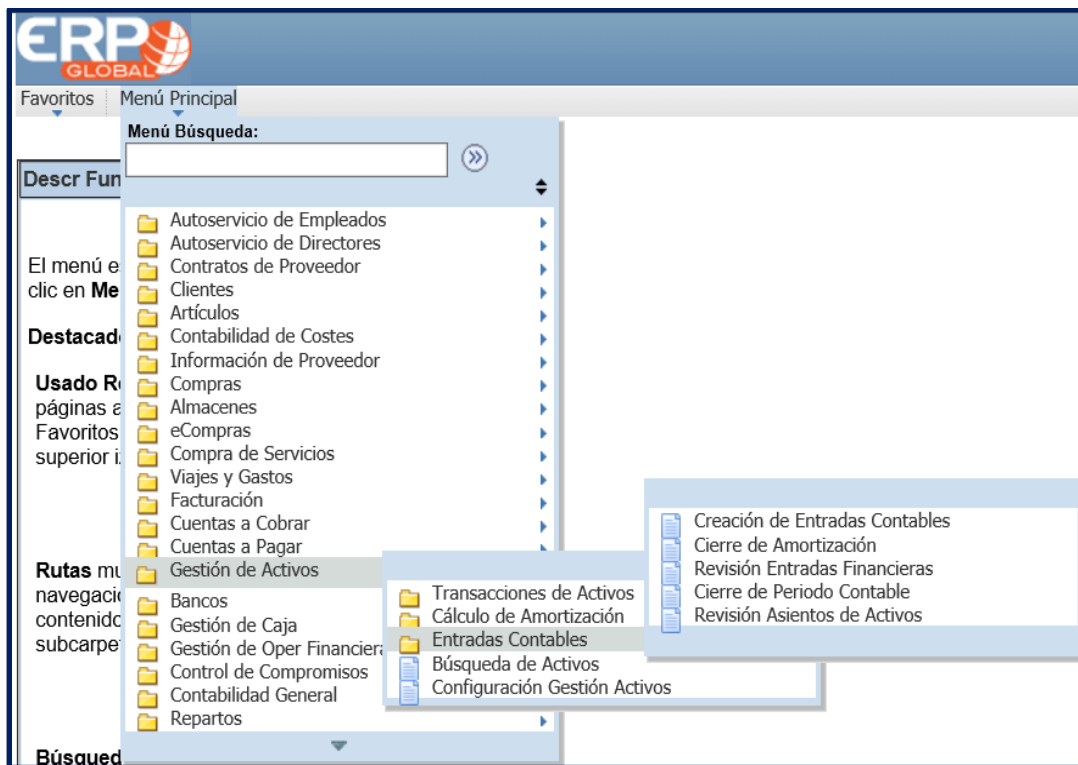 ERP
GLOBAL
Favoritos
Menú Principal
Menú Búsqueda:
Descr Fun
El menú e
clic en Me
Destacad
Usado R
páginas a
Favoritos
superior i
Rutas mu
navegació
contenido
subcarpe
Búsqued
Autoservicio de Empleados
Autoservicio de Directores
Contratos de Proveedor
Clientes
Artículos
Contabilidad de Costes
Información de Proveedor
Compras
Almacenes
eCompras
Compra de Servicios
Viajes y Gastos
Facturación
Cuentas a Cobrar
Cuentas a Pagar
Gestión de Activos
Bancos
Gestión de Caja
Gestión de Oper Financier
Control de Compromisos
Contabilidad General
Repartos
Transacciones de Activos
Cálculo de Amortización
Entradas Contables
Búsqueda de Activos
Configuración Gestión Activos
Creación de Entradas Contables
Cierre de Amortización
Revisión Entradas Financieras
Cierre de Periodo Contable
Revisión Asientos de Activos